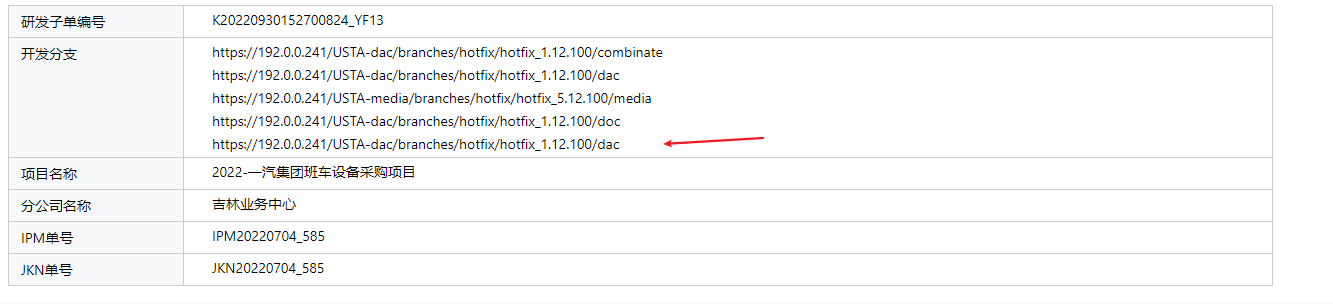 研发子单编号 K20220930152700824_YF13
开发分支 https://192.0.0.241/USTA-dac/branches/hotfix/hotfix_1.12.100/combinate
https://192.0.0.241/USTA-dac/branches/hotfix/hotfix_1.12.100/dac
https://192.0.0.241/USTA-media/branches/hotfix/hotfix_5.12.100/media
https://192.0.0.241/USTA-dac/branches/hotfix/hotfix_1.12.100/doc
https://192.0.0.241/USTA-dac/branches/hotfix/hotfix_1.12.100/dac
项目名称 2022-一汽集团班车设备采购项目
分公司名称 吉林业务中心
IPM单号 IPM20220704_585
JKN单号 JKN20220704_585